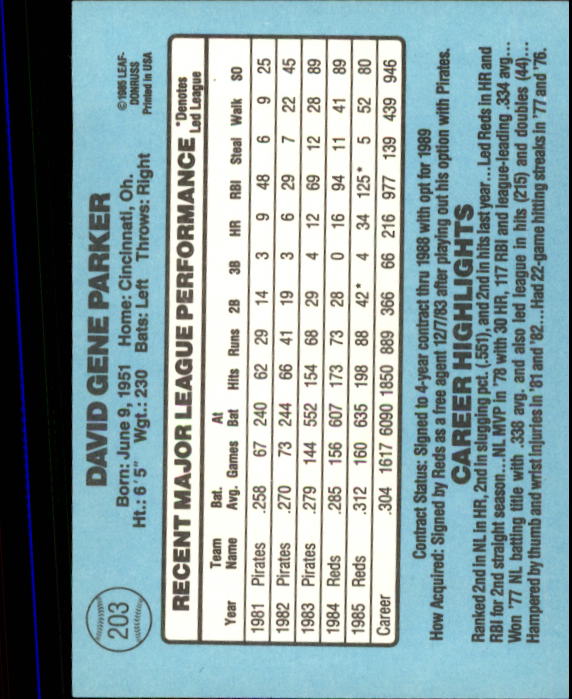 203
DAVID GENE PARKER
Born: June 9, 1951 Home: Cincinnati, Oh.
Ht.: 6'5" Wgt.: 230 Bats: Left Throws: Right
©1985 LEAF-
DONRUSS
Printed in USA
RECENT MAJOR LEAGUE PERFORMANCE *Denotes
Led League
Year Team Name Bat. Avg. Games At Bat Hits Runs 2B 3B HR RBI Steal Walk SO
1981 Pirates .258 67 240 62 29 14 3 9 48 6 9 25
1982 Pirates .270 73 244 66 41 19 3 6 29 7 22 45
1983 Pirates .279 144 552 154 68 29 4 12 69 12 28 89
1984 Reds .285 156 607 173 73 28 0 16 94 11 41 89
1985 Reds .312 160 635 198 88 42* 4 34 125* 5 52 80
Career .304 1617 6090 1850 889 366 66 216 977 139 439 946
Contract Status: Signed to 4-year contract thru 1988 with opt for 1989
How Acquired: Signed by Reds as a free agent 12/7/83 after playing out his option with Pirates.
CAREER HIGHLIGHTS
Ranked 2nd in NL in HR, 2nd in slugging pct. (.551), and 2nd in hits last year...Led Reds in HR and
RBI for 2nd straight season...NL MVP in '78 with 30 HR, 117 RBI and league-leading .334 avg...
Won '77 NL batting title with .338 avg. and also led league in hits (215) and doubles (44)...
Hampered by thumb and wrist injuries in '81 and '82...Had 22-game hitting streaks in '77 and '76.